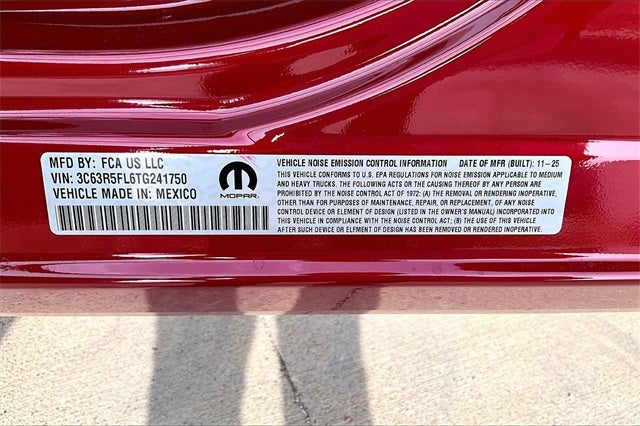 MFD BY: FCA US LLC
VIN: 3C63R5FL6TG241750
VEHICLE MADE IN: MEXICO
MOPAR
VEHICLE NOISE EMISSION CONTROL INFORMATION DATE OF MFR (BUILT): 11-25
THIS VEHICLE CONFORMS TO U.S. EPA REGULATIONS FOR NOISE EMISSION APPLICABLE TO MEDIUM
AND HEAVY TRUCKS. THE FOLLOWING ACTS OR THE CAUSING THEREOF BY ANY PERSON ARE
PROHIBITED BY THE NOISE CONTROL ACT OF 1972: (A) THE REMOVAL OR RENDERING INOPERATIVE,
OTHER THAN FOR PURPOSES OF MAINTENANCE, REPAIR, OR REPLACEMENT, OF ANY NOISE
CONTROL DEVICE OR ELEMENT OF DESIGN (LISTED IN THE OWNER'S MANUAL) INCORPORATED INTO
THIS VEHICLE IN COMPLIANCE WITH THE NOISE CONTROL ACT; (B) THE USE OF THIS VEHICLE
AFTER SUCH DEVICE OR ELEMENT OF DESIGN HAS BEEN REMOVED OR RENDERED INOPERATIVE.